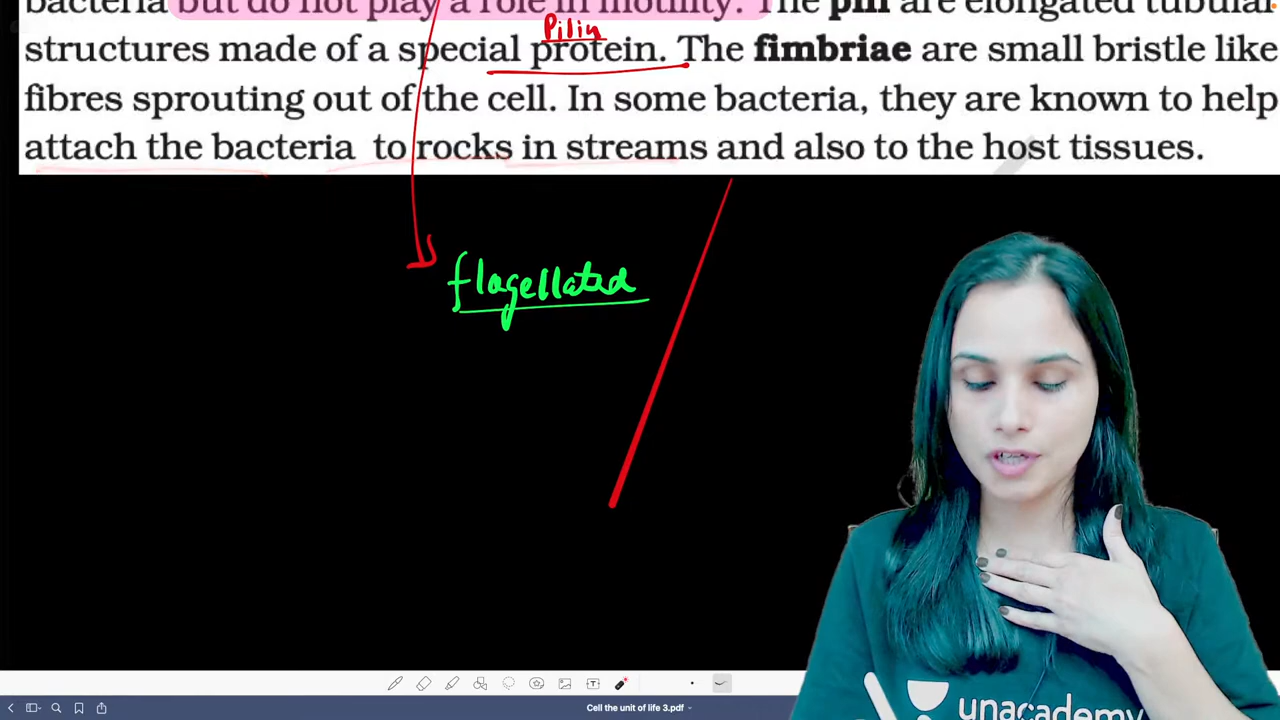 bacteria but do not play a role in motility. The pili are elongated tubular
Pilin
structures made of a special protein. The fimbriae are small bristle like
fibres sprouting out of the cell. In some bacteria, they are known to help
attach the bacteria to rocks in streams and also to the host tissues.
flagellated
unacademy
Cell the unit of life 3.pdf